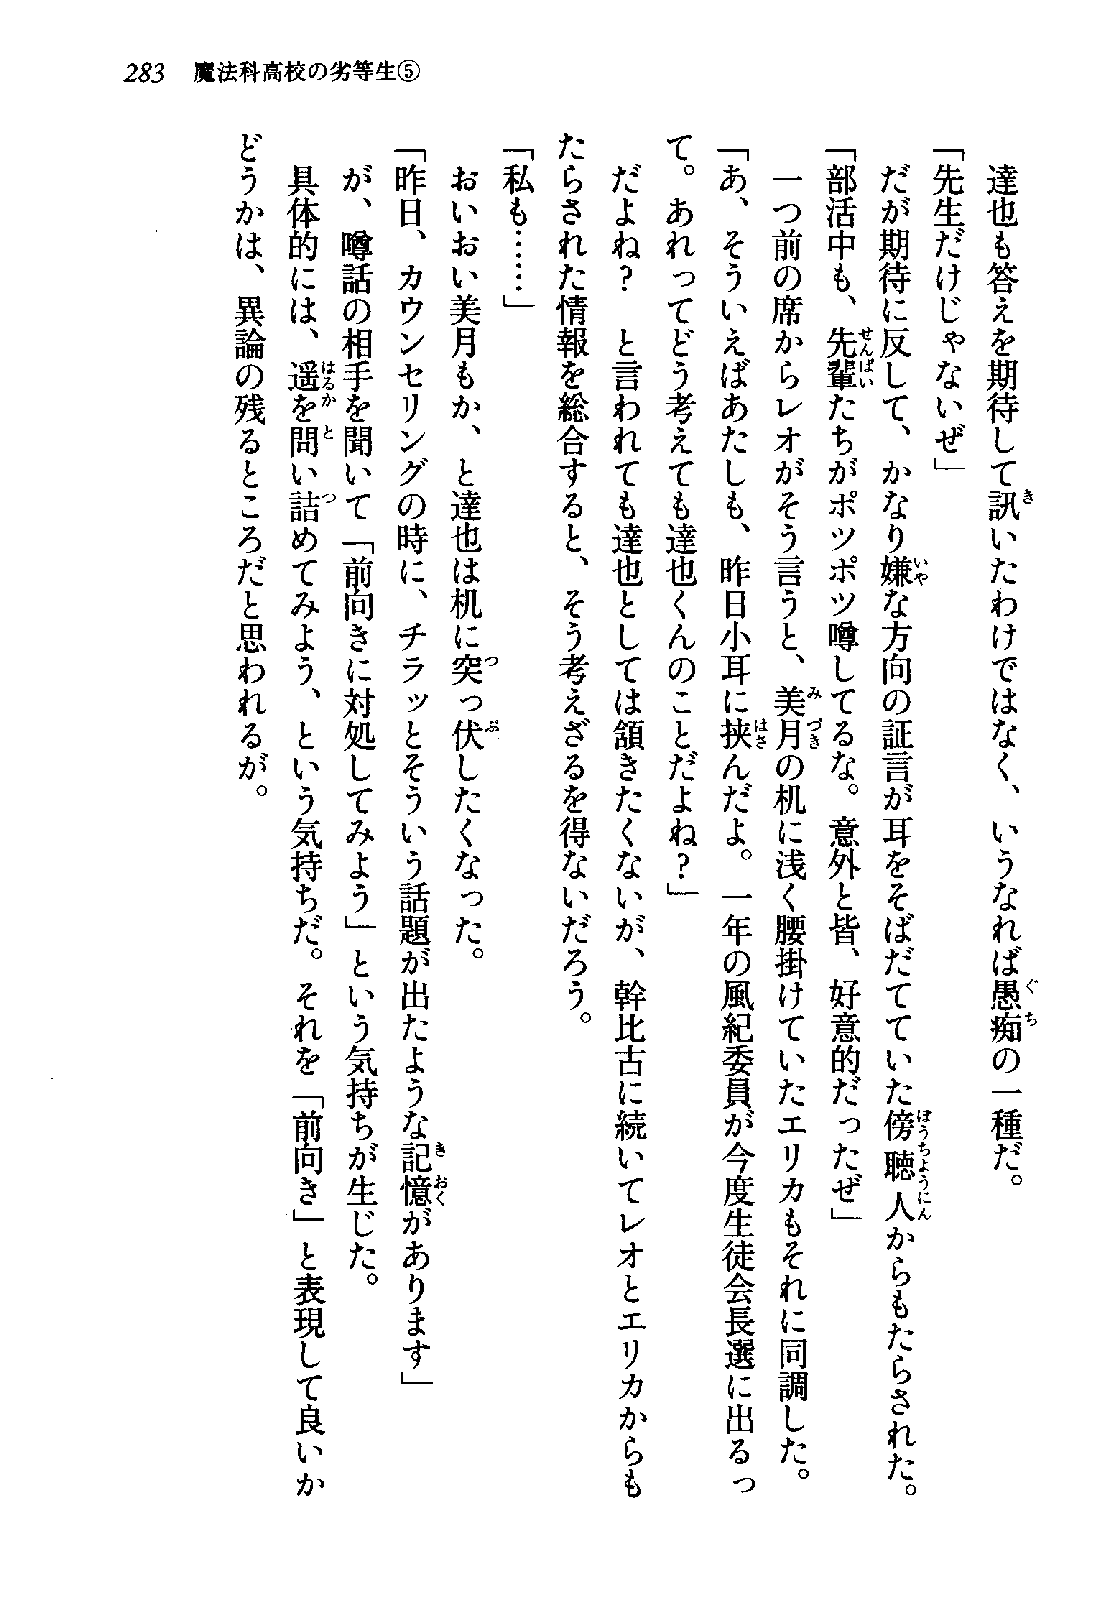 283 魔法科高校の劣等生⑤
達也も答えを期待して訊いたわけではなく、いうなれば愚痴の一種だ。
「先生だけじゃないぜ」
だが期待に反して、かなり嫌な方向の証言が耳をそばだてていた傍聴人からもたらされた。
「部活中も、先輩たちがポツポツ噂してるな。意外と皆、好意的だったぜ」
一つ前の席からレオがそう言うと、美月の机に浅く腰掛けていたエリカもそれに同調した。
「あ、そういえばあたしも、昨日小耳に挟んだよ。一年の風紀委員が今度生徒会長選に出るっ
て。あれってどう考えても達也くんのことだよね？」
だよね？　と言われても達也としては頷きたくないが、幹比古に続いてレオとエリカからも
たらされた情報を総合すると、そう考えざるを得ないだろう。
「私も……」
おいおい美月もか、と達也は机に突っ伏したくなった。
「昨日、カウンセリングの時に、チラッとそういう話題が出たような記憶があります」
が、噂話の相手を聞いて「前向きに対処してみよう」という気持ちが生じた。
具体的には、遥を問い詰めてみよう、という気持ちだ。それを「前向き」と表現して良いか
どうかは、異論の残るところだと思われるが。